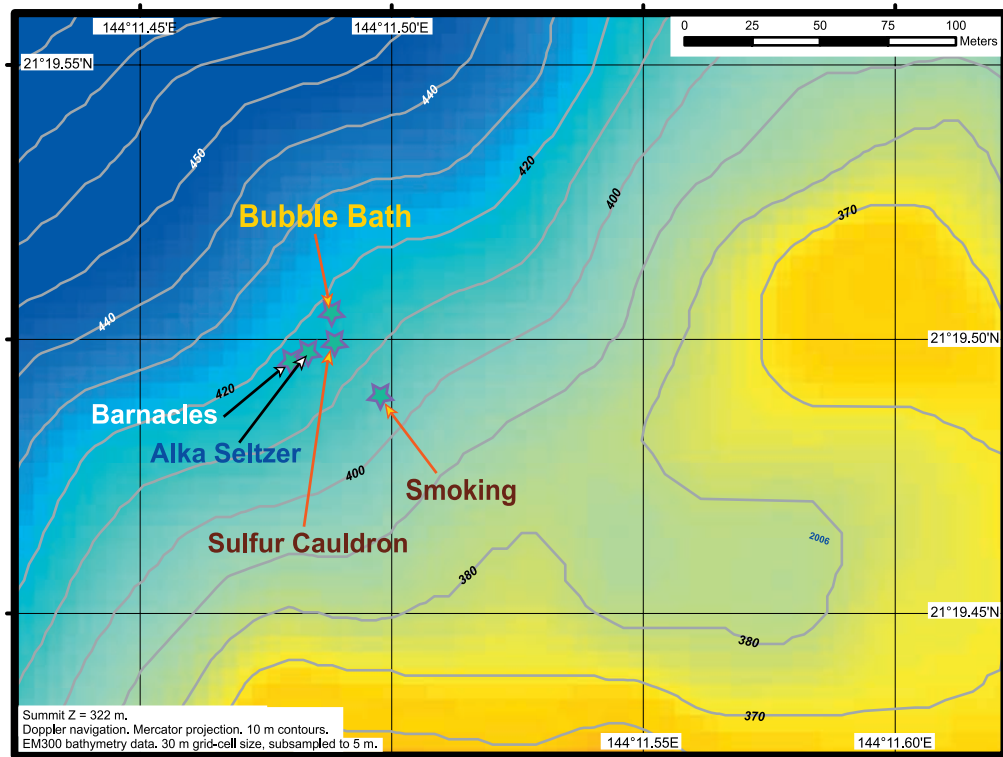 144°11.45'E
144°11.50'E
0 25 50 75 100
Meters
21°19.55'N
440
450
420
400
370
Bubble Bath
440
21°19.50'N
420
Barnacles
Alka Seltzer
400
Smoking
Sulfur Cauldron
2006
380
21°19.45'N
380
370
Summit Z = 322 m.
Doppler navigation. Mercator projection. 10 m contours.
EM300 bathymetry data. 30 m grid-cell size, subsampled to 5 m.
144°11.55'E
144°11.60'E